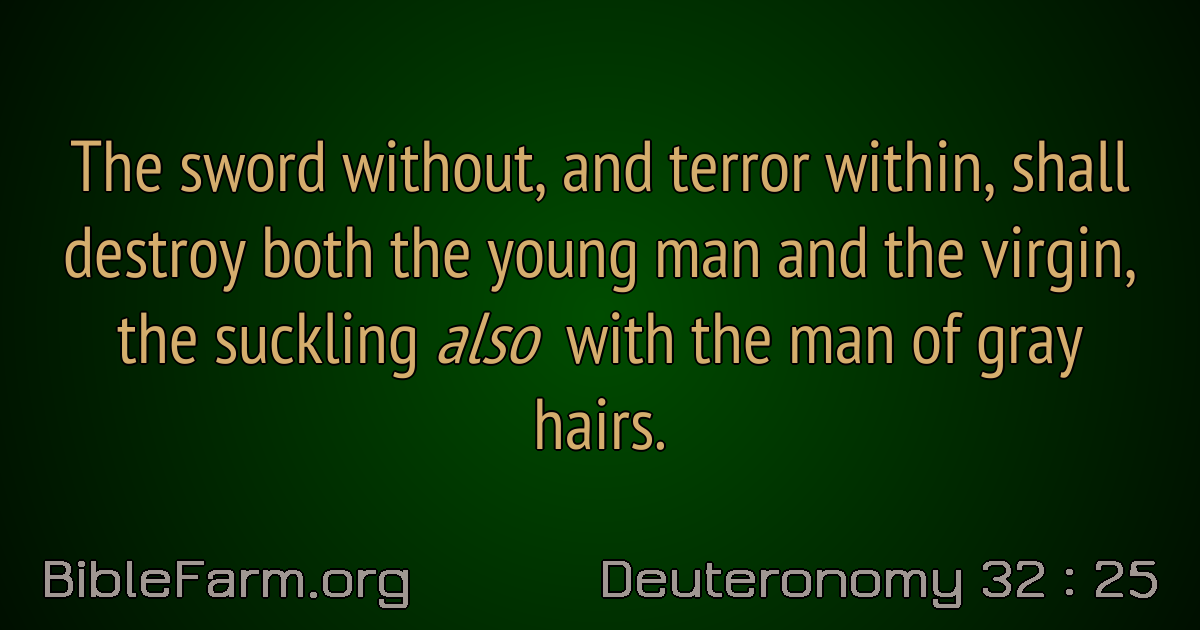 The sword without, and terror within, shall
destroy both the young man and the virgin,
the suckling also with the man of gray
hairs.
BibleFarm.org
Deuteronomy 32 : 25